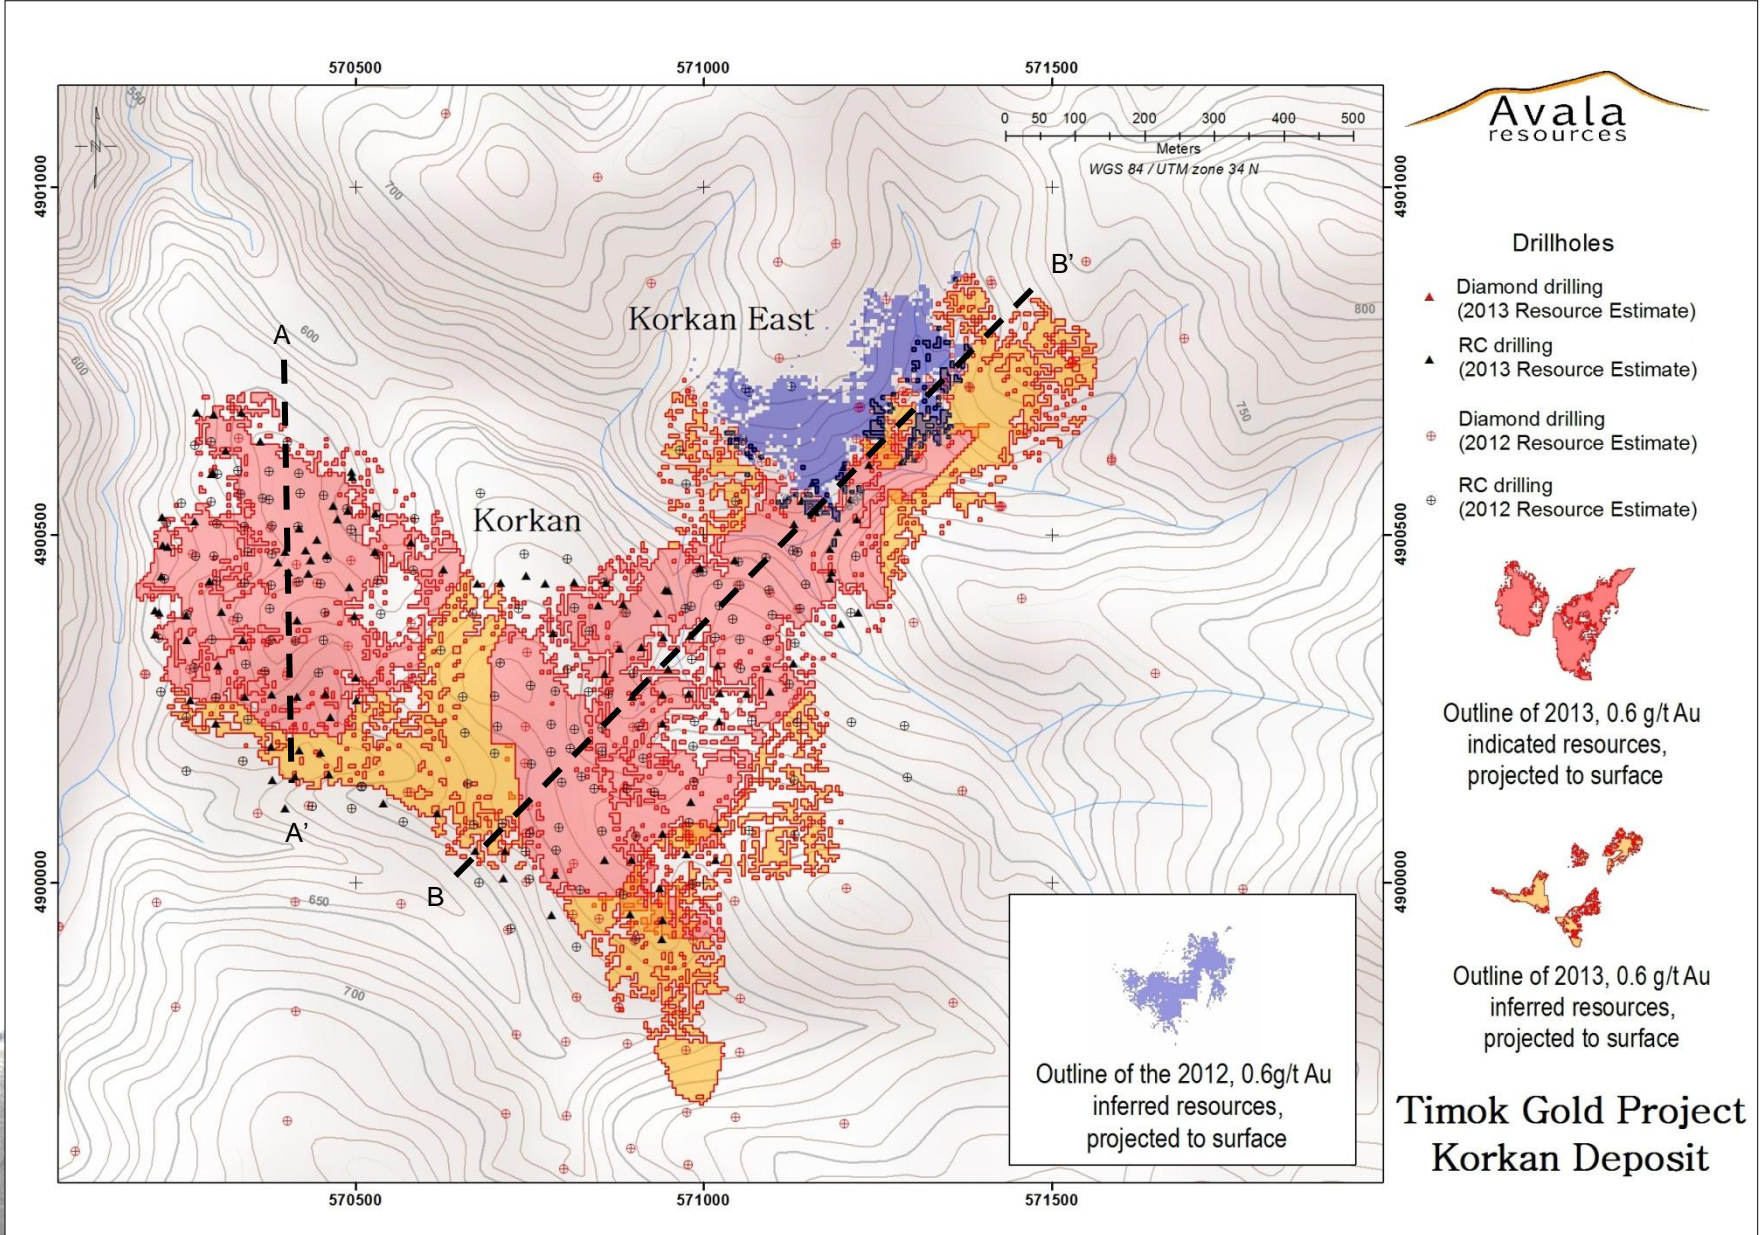 570500
571000
571500
550
0 50 100 200 300 400 500
Meters
WGS 84 / UTM zone 34 N
4901000
4901000
700
600
600
800
750
A
B'
Korkan East
Korkan
4900500
4900500
A'
B
4900000
4900000
650
700
Outline of the 2012, 0.6g/t Au
inferred resources,
projected to surface
570500
571000
571500
Avala
resources
Drillholes
Diamond drilling
(2013 Resource Estimate)
RC drilling
(2013 Resource Estimate)
Diamond drilling
(2012 Resource Estimate)
RC drilling
(2012 Resource Estimate)
Outline of 2013, 0.6 g/t Au
indicated resources,
projected to surface
Outline of 2013, 0.6 g/t Au
inferred resources,
projected to surface
Timok Gold Project
Korkan Deposit